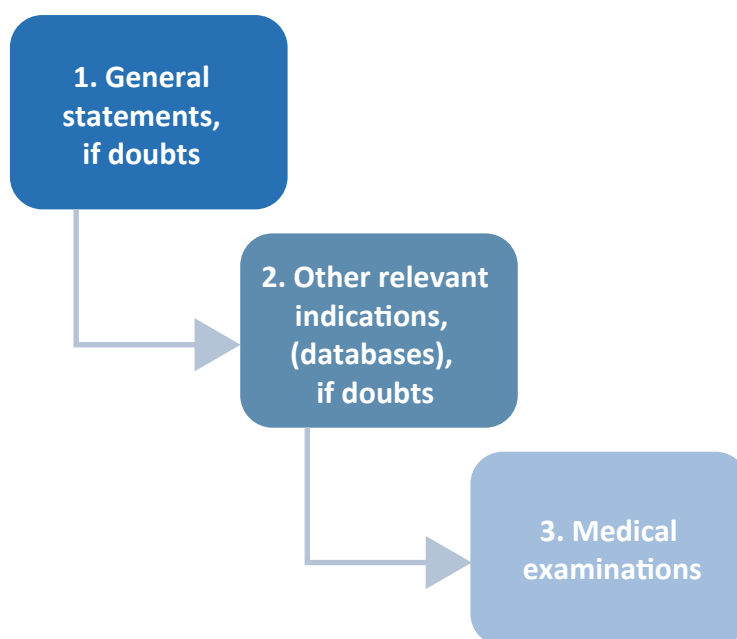 1. General
statements,
if doubts
2. Other relevant
indications,
(databases),
if doubts
3. Medical
examinations